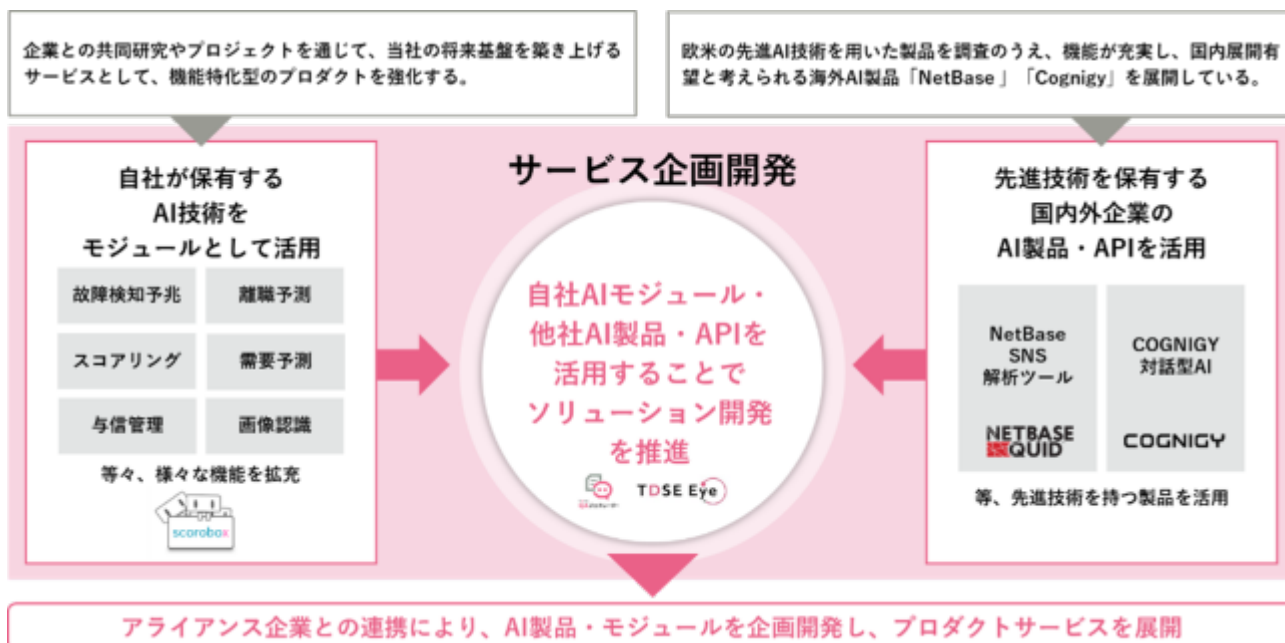 企業との共同研究やプロジェクトを通じて、当社の将来基盤を築き上げる
サービスとして、機能特化型のプロダクトを強化する。
欧米の先進AI技術を用いた製品を調査のうえ、機能が充実し、国内展開有
望と考えられる海外AI製品「NetBase 」「Cognigy」を展開している。
サービス企画開発
自社が保有する
AI技術を
モジュールとして活用
故障検知予兆
離職予測
スコアリング
需要予測
与信管理
画像認識
等々、様々な機能を拡充
scorobox
自社AIモジュール・
他社AI製品・APIを
活用することで
ソリューション開発
を推進
TDSE Eye
先進技術を保有する
国内外企業の
AI製品・APIを活用
NetBase
SNS
解析ツール
NETBASE
QUID
COGNIGY
対話型AI
COGNIGY
等、先進技術を持つ製品を活用
アライアンス企業との連携により、AI製品・モジュールを企画開発し、プロダクトサービスを展開